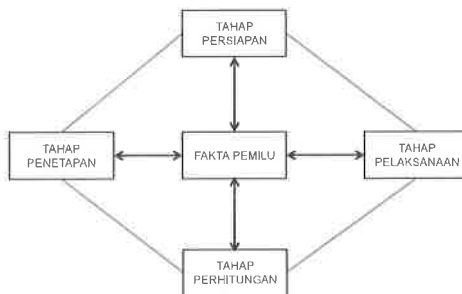 TAHAP
PERSIAPAN
TAHAP
PENETAPAN
FAKTA PEMILU
TAHAP
PELAKSANAAN
TAHAP
PERHITUNGAN